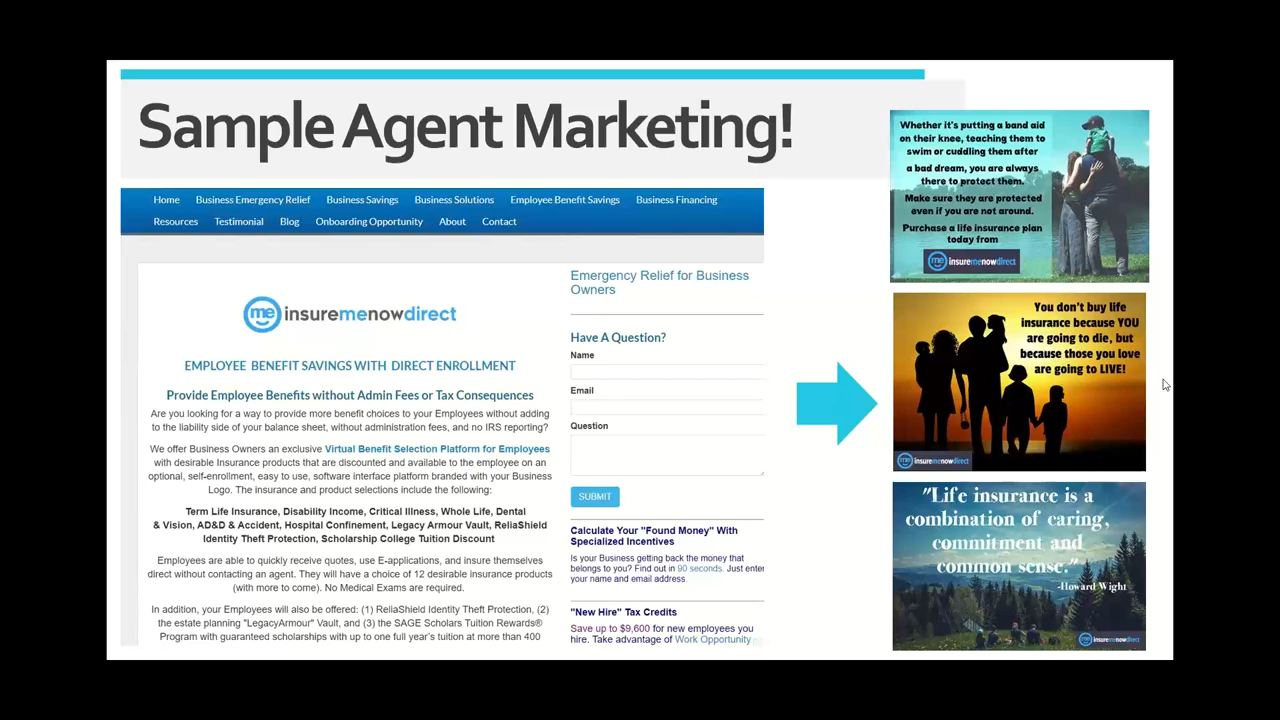 Sample Agent Marketing!
Home Business Emergency Relief Business Savings Business Solutions Employee Benefit Savings Business Financing
Resources Testimonial Blog Onboarding Opportunity About Contact
me insuremenowdirect
EMPLOYEE BENEFIT SAVINGS WITH DIRECT ENROLLMENT
Provide Employee Benefits without Admin Fees or Tax Consequences
Are you looking for a way to provide more benefit choices to your Employees without adding
to the liability side of your balance sheet, without administration fees, and no IRS reporting?
We offer Business Owners an exclusive Virtual Benefit Selection Platform for Employees
with desirable Insurance products that are discounted and available to the employee on an
optional, self-enrollment, easy to use, software interface platform branded with your Business
Logo. The insurance and product selections include the following:
Term Life Insurance, Disability Income, Critical Illness, Whole Life, Dental
& Vision, AD&D & Accident, Hospital Confinement, Legacy Armour Vault, ReliaShield
Identity Theft Protection, Scholarship College Tuition Discount
Employees are able to quickly receive quotes, use E-applications, and insure themselves
direct without contacting an agent. They will have a choice of 12 desirable insurance products
(with more to come). No Medical Exams are required.
In addition, your Employees will also be offered: (1) ReliaShield Identity Theft Protection, (2)
the estate planning "LegacyArmour" Vault, and (3) the SAGE Scholars Tuition Rewards®
Program with guaranteed scholarships with up to one full year's tuition at more than 400
Emergency Relief for Business
Owners
Have A Question?
Name
Email
Question
SUBMIT
Calculate Your "Found Money" With
Specialized Incentives
Is your Business getting back the money that
belongs to you? Find out in 90 seconds. Just enter
your name and email address.
"New Hire" Tax Credits
Save up to $9,600 for new employees you
hire. Take advantage of Work Opportunity
Whether it's putting a band aid
on their knee, teaching them to
swim or cuddling them after
a bad dream, you are always
there to protect them.
Make sure they are protected
even if you are not around.
Purchase a life insurance plan
today from
me insuremenowdirect
You don't buy life
insurance because YOU
are going to die, but
because those you love
are going to LIVE!
me insuremenowdirect
"Life insurance is a
combination of caring,
commitment and
common sense."
-Howard Wight
me insuremenowdirect